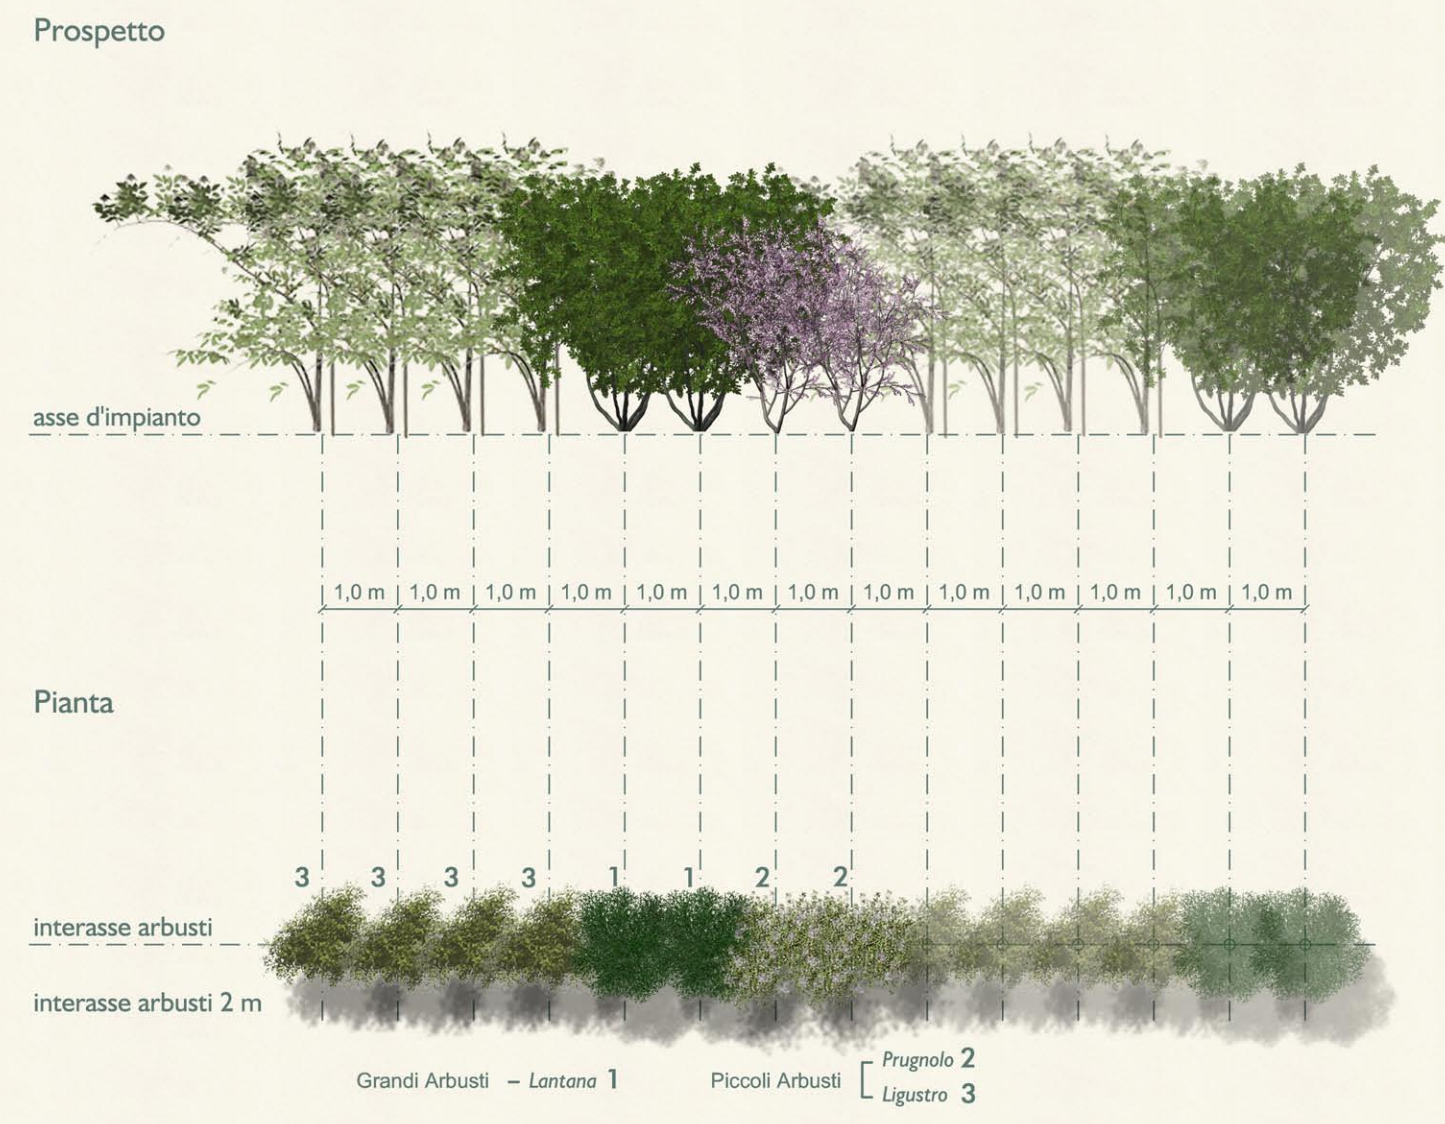 Prospetto
asse d'impianto
1,0 m 1,0 m 1,0 m 1,0 m 1,0 m 1,0 m 1,0 m 1,0 m 1,0 m 1,0 m 1,0 m 1,0 m 1,0 m
Pianta
3 3 3 3 1 1 2 2
interasse arbusti
interasse arbusti 2 m
Grandi Arbusti – Lantana 1
Piccoli Arbusti
Prugnolo 2
Ligustro 3